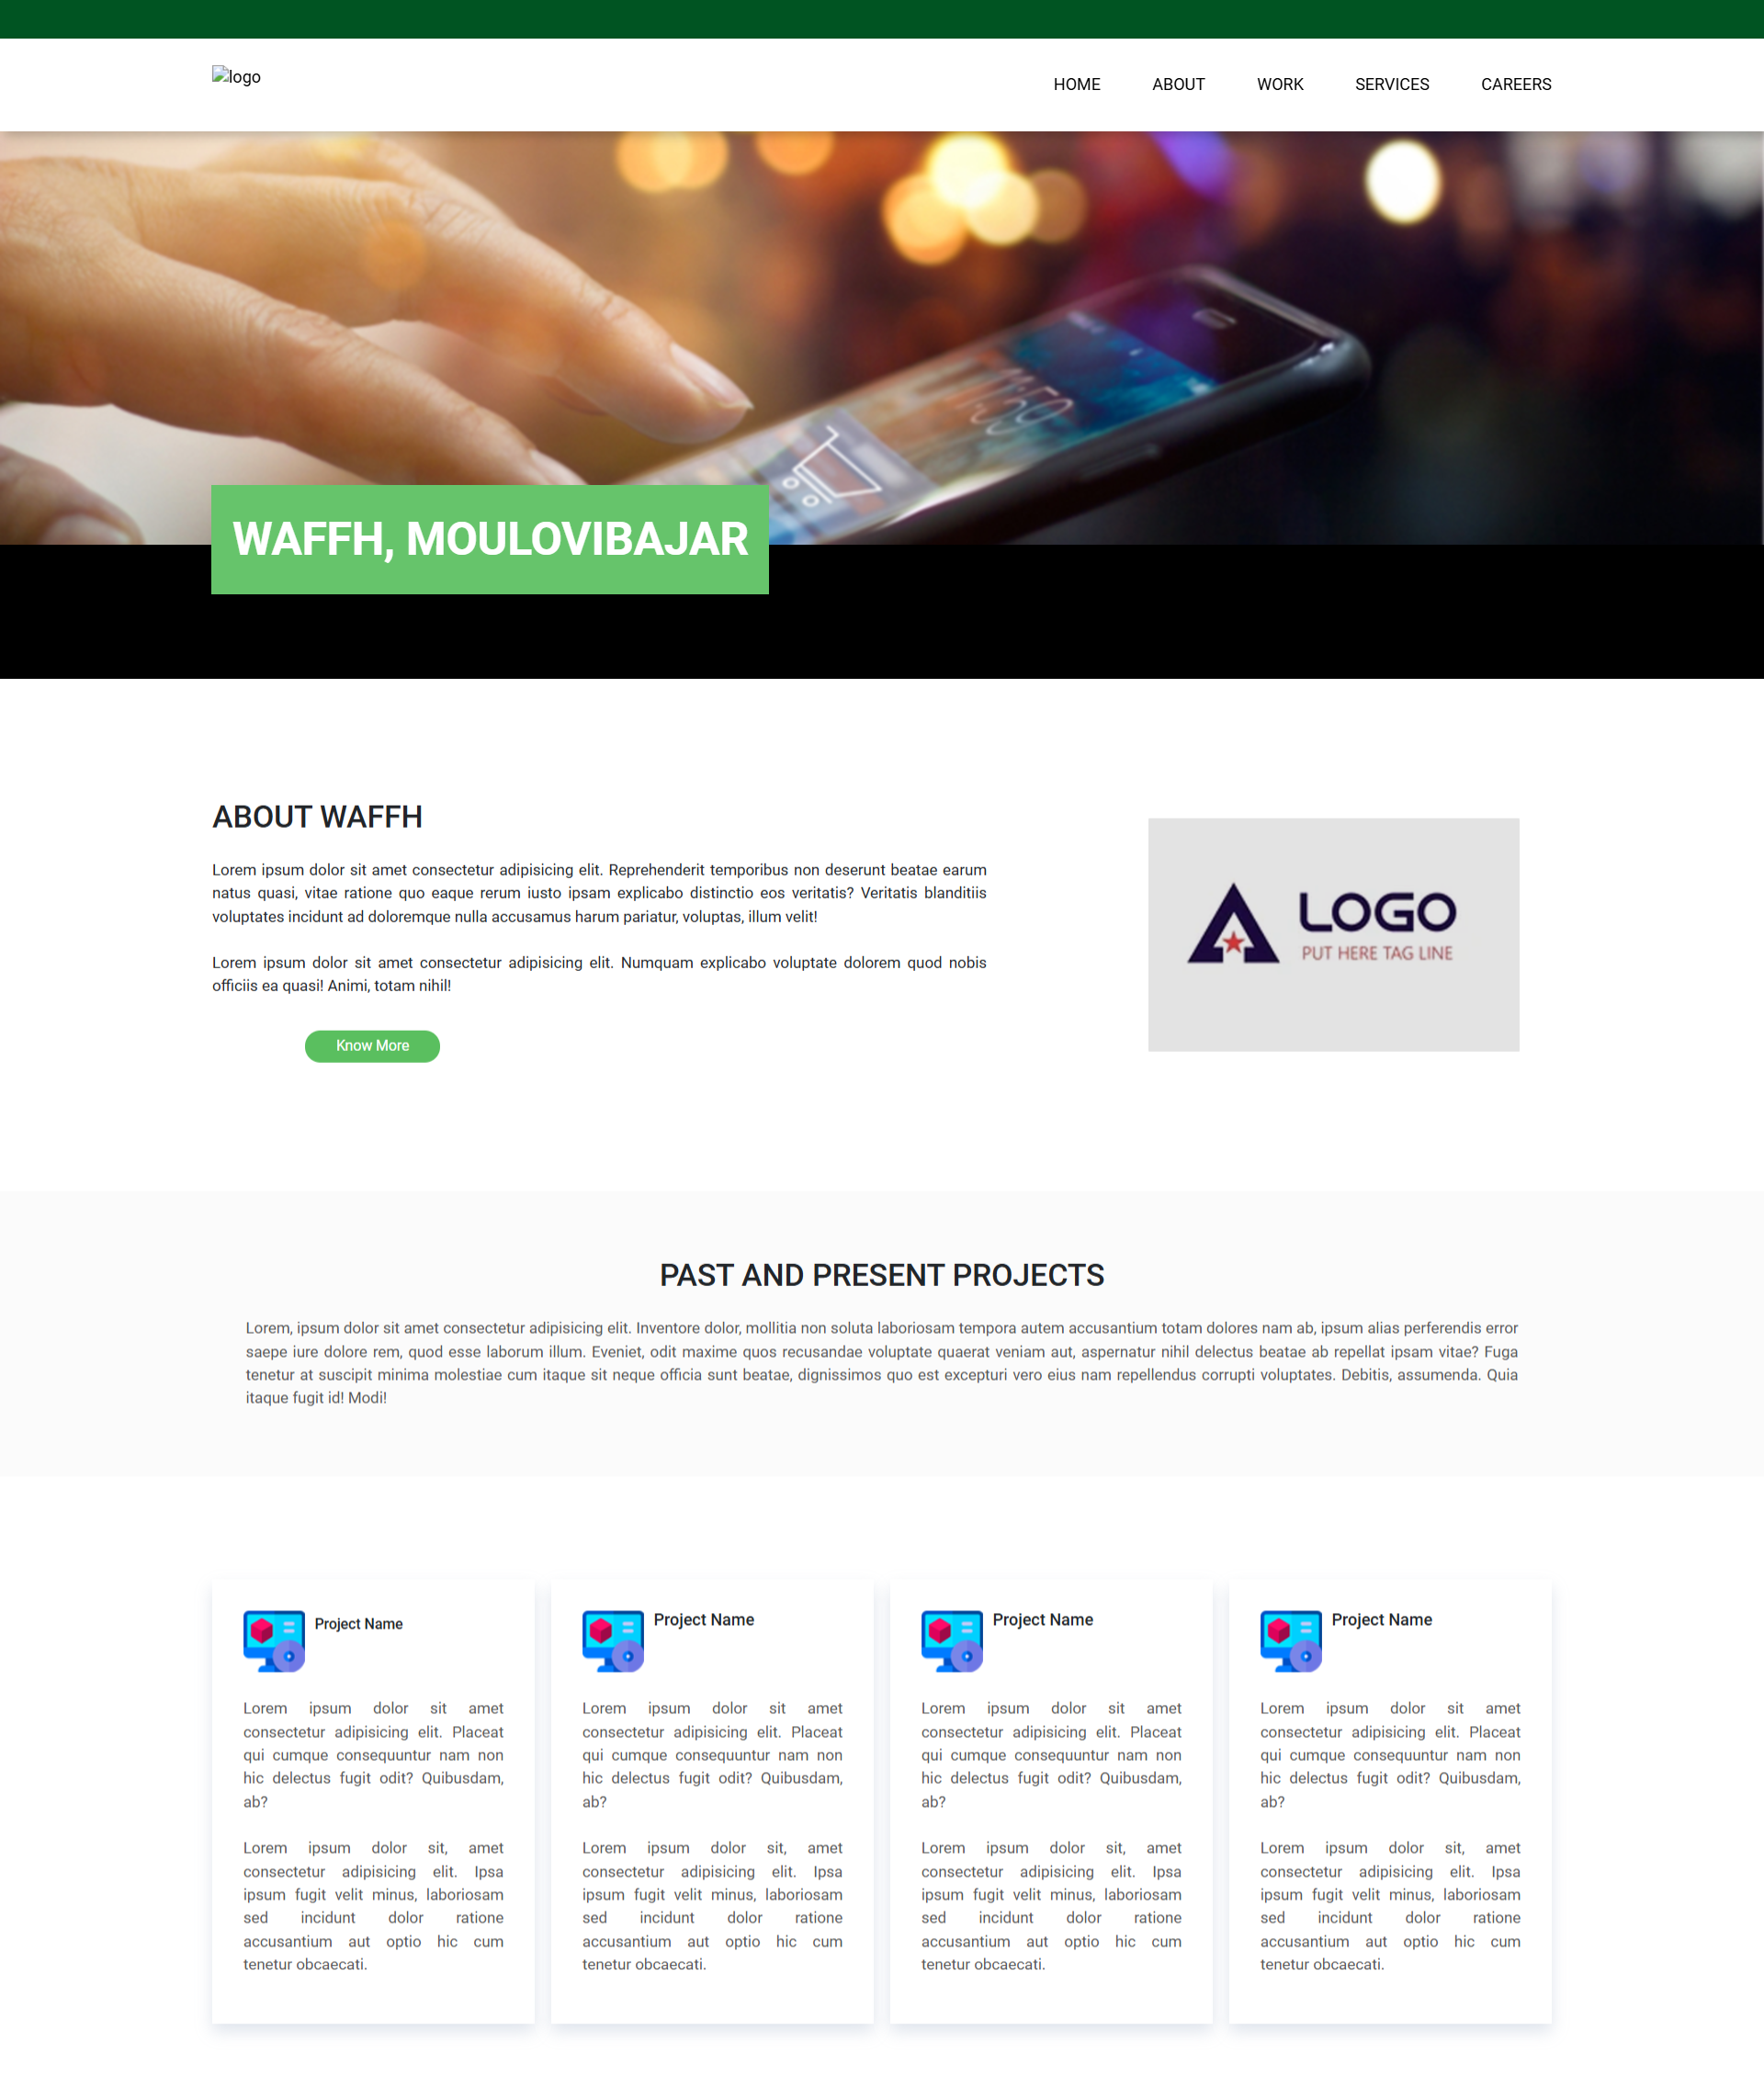 logo
HOME ABOUT WORK SERVICES CAREERS
11:50
WAFFH, MOULOVIBAJAR
ABOUT WAFFH
Lorem ipsum dolor sit amet consectetur adipisicing elit. Reprehenderit temporibus non deserunt beatae earum
natus quasi, vitae ratione quo eaque rerum iusto ipsam explicabo distinctio eos veritatis? Veritatis blanditiis
voluptates incidunt ad doloremque nulla accusamus harum pariatur, voluptas, illum velit!
Lorem ipsum dolor sit amet consectetur adipisicing elit. Numquam explicabo voluptate dolorem quod nobis
officiis ea quasi! Animi, totam nihil!
Know More
LOGO
PUT HERE TAG LINE
PAST AND PRESENT PROJECTS
Lorem, ipsum dolor sit amet consectetur adipisicing elit. Inventore dolor, mollitia non soluta laboriosam tempora autem accusantium totam dolores nam ab, ipsum alias perferendis error
saepe iure dolore rem, quod esse laborum illum. Eveniet, odit maxime quos recusandae voluptate quaerat veniam aut, aspernatur nihil delectus beatae ab repellat ipsam vitae? Fuga
tenetur at suscipit minima molestiae cum itaque sit neque officia sunt beatae, dignissimos quo est excepturi vero eius nam repellendus corrupti voluptates. Debitis, assumenda. Quia
itaque fugit id! Modi!
Project Name
Lorem ipsum dolor sit amet
consectetur adipisicing elit. Placeat
qui cumque consequuntur nam non
hic delectus fugit odit? Quibusdam,
ab?
Lorem ipsum dolor sit, amet
consectetur adipisicing elit. Ipsa
ipsum fugit velit minus, laboriosam
sed incidunt dolor ratione
accusantium aut optio hic cum
tenetur obcaecati.
Project Name
Lorem ipsum dolor sit amet
consectetur adipisicing elit. Placeat
qui cumque consequuntur nam non
hic delectus fugit odit? Quibusdam,
ab?
Lorem ipsum dolor sit, amet
consectetur adipisicing elit. Ipsa
ipsum fugit velit minus, laboriosam
sed incidunt dolor ratione
accusantium aut optio hic cum
tenetur obcaecati.
Project Name
Lorem ipsum dolor sit amet
consectetur adipisicing elit. Placeat
qui cumque consequuntur nam non
hic delectus fugit odit? Quibusdam,
ab?
Lorem ipsum dolor sit, amet
consectetur adipisicing elit. Ipsa
ipsum fugit velit minus, laboriosam
sed incidunt dolor ratione
accusantium aut optio hic cum
tenetur obcaecati.
Project Name
Lorem ipsum dolor sit amet
consectetur adipisicing elit. Placeat
qui cumque consequuntur nam non
hic delectus fugit odit? Quibusdam,
ab?
Lorem ipsum dolor sit, amet
consectetur adipisicing elit. Ipsa
ipsum fugit velit minus, laboriosam
sed incidunt dolor ratione
accusantium aut optio hic cum
tenetur obcaecati.